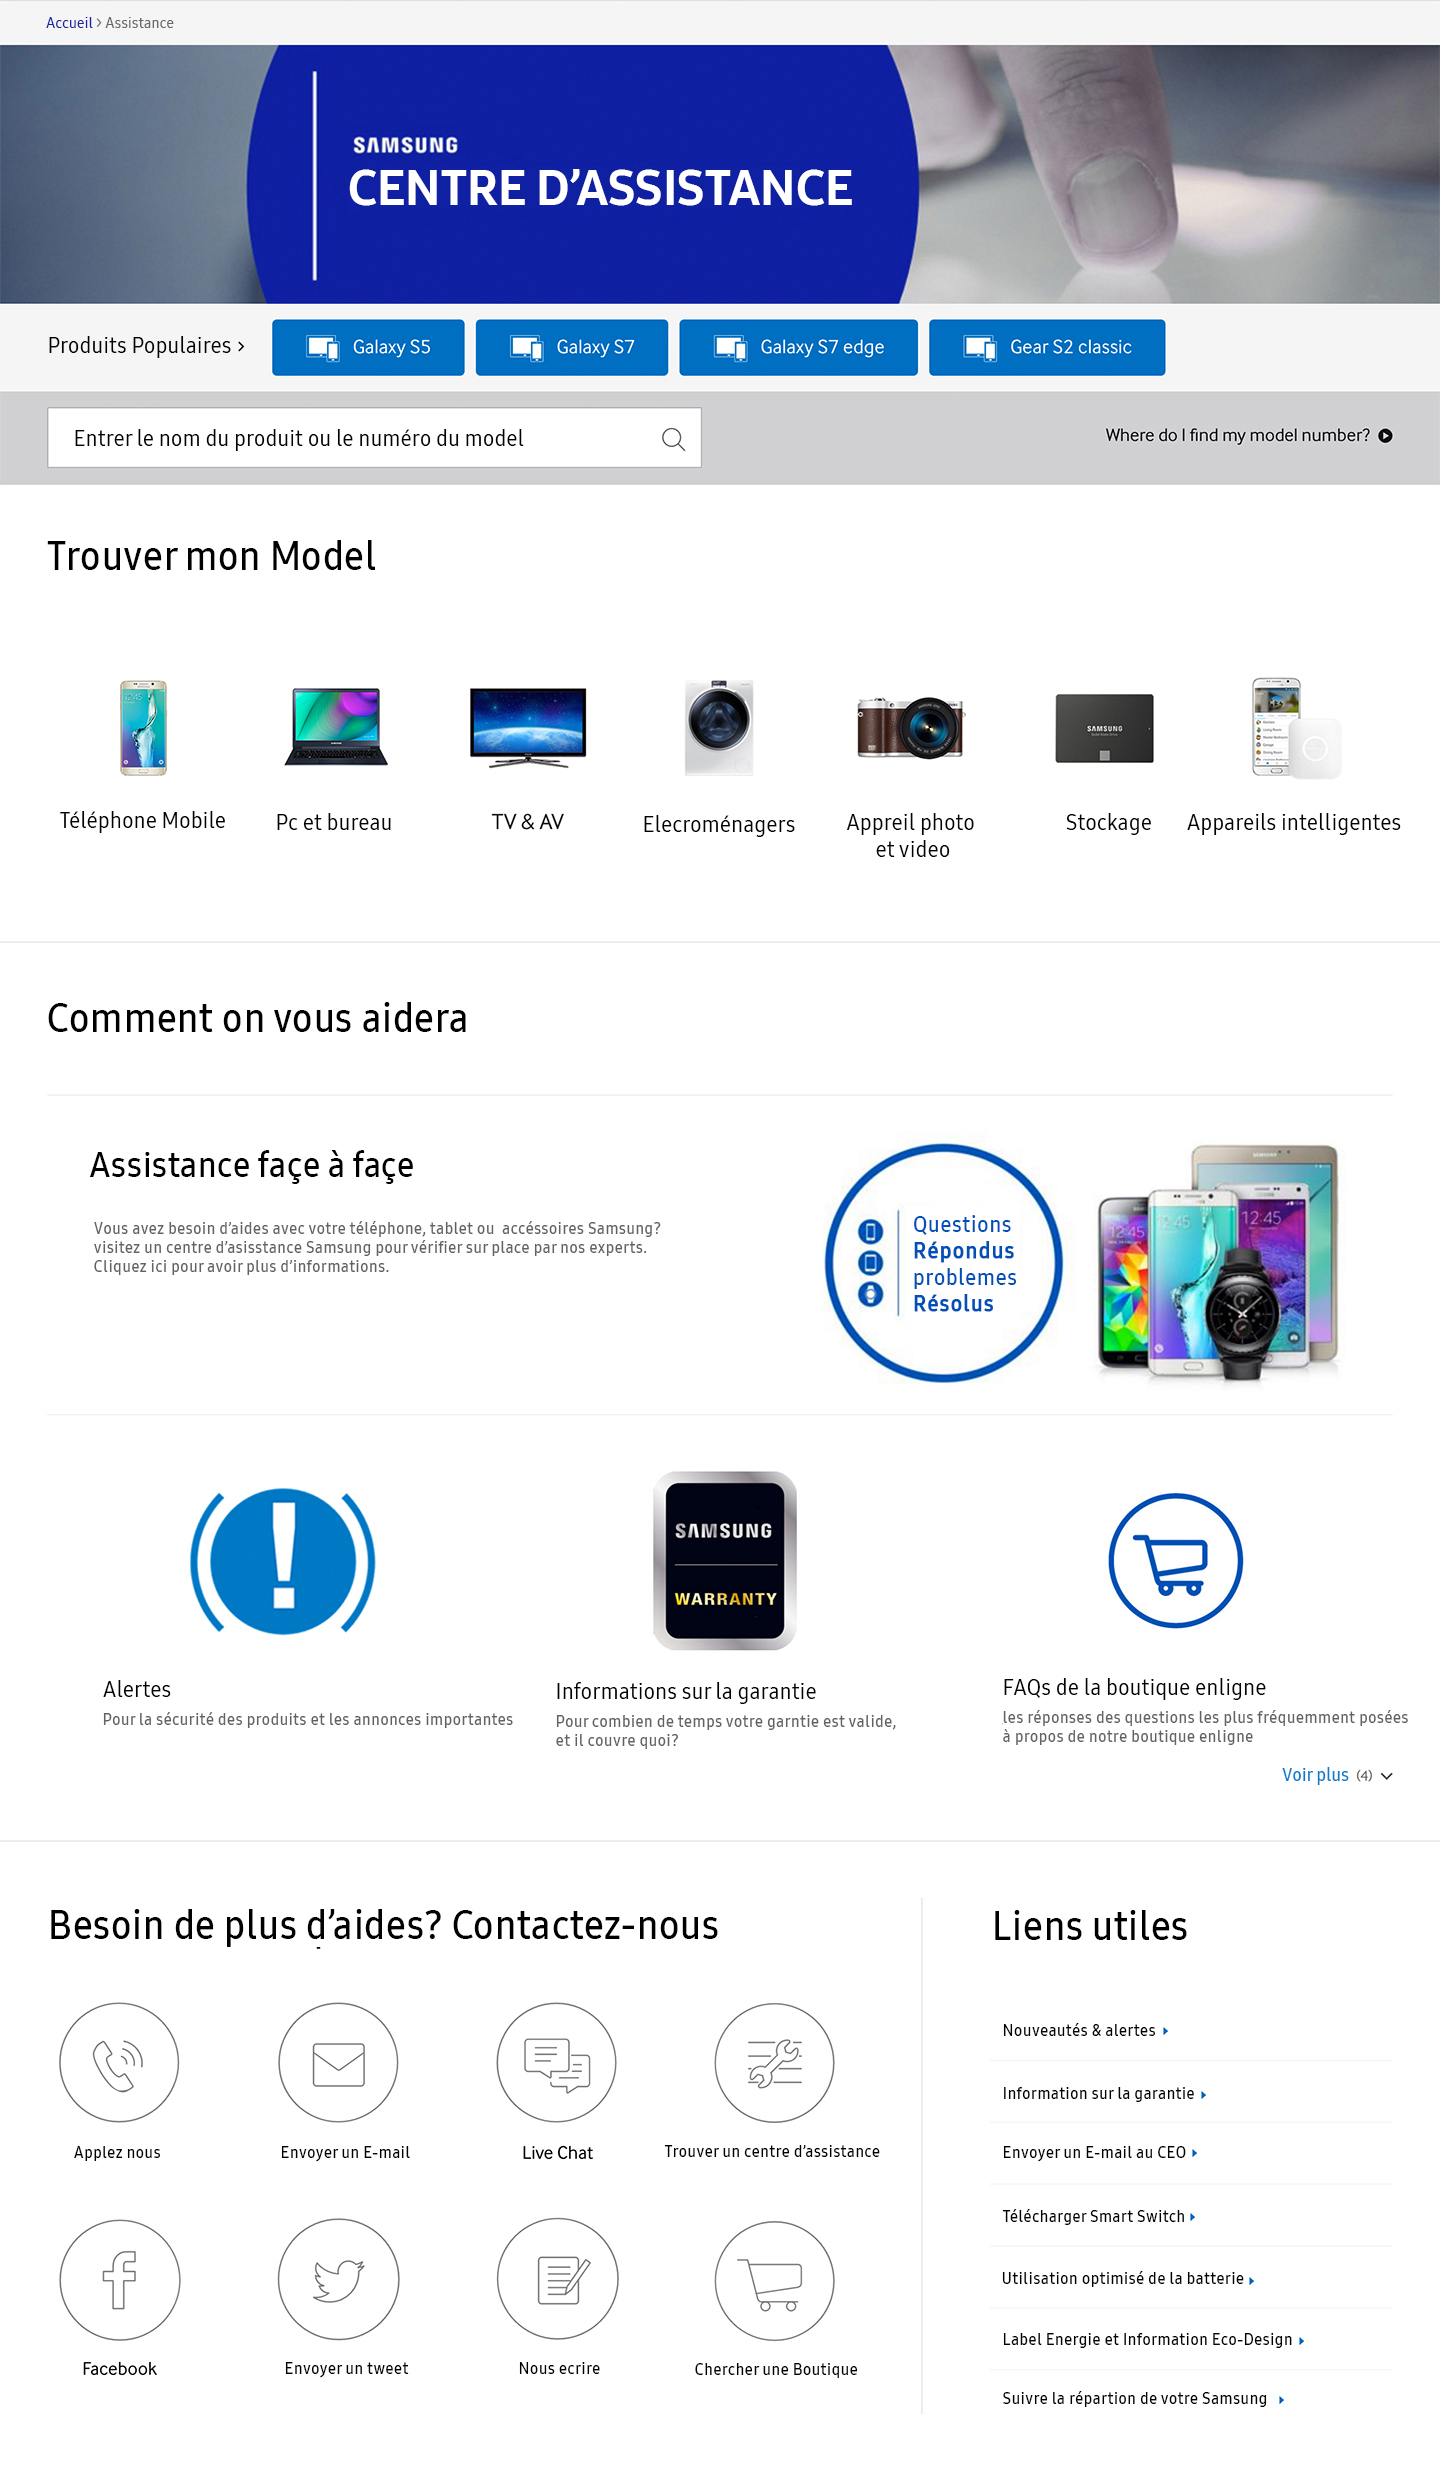 Accueil > Assistance
SAMSUNG
CENTRE D'ASSISTANCE
Produits Populaires >
Galaxy S5
Galaxy S7
Galaxy S7 edge
Gear S2 classic
Entrer le nom du produit ou le numéro du model
Where do I find my model number?
Trouver mon Model
SAMSUNG
Téléphone Mobile
Pc et bureau
TV & AV
Elecroménagers
Appreil photo
et video
Stockage
Appareils intelligentes
Comment on vous aidera
Assistance façe à façe
Vous avez besoin d'aides avec votre téléphone, tablet ou accéssoires Samsung?
visitez un centre d'asisstance Samsung pour vérifier sur place par nos experts.
Cliquez ici pour avoir plus d'informations.
Questions
Répondus
problemes
Résolus
12:45
12:45
SAMSUNG
WARRANTY
Alertes
Pour la sécurité des produits et les annonces importantes
Informations sur la garantie
Pour combien de temps votre garntie est valide,
et il couvre quoi?
FAQs de la boutique enligne
les réponses des questions les plus fréquemment posées
à propos de notre boutique enligne
Voir plus (4)
Besoin de plus d'aides? Contactez-nous
Applez nous
Envoyer un E-mail
Live Chat
Trouver un centre d'assistance
Facebook
Envoyer un tweet
Nous ecrire
Chercher une Boutique
Liens utiles
Nouveautés & alertes
Information sur la garantie
Envoyer un E-mail au CEO
Télécharger Smart Switch
Utilisation optimisé de la batterie
Label Energie et Information Eco-Design
Suivre la répartion de votre Samsung